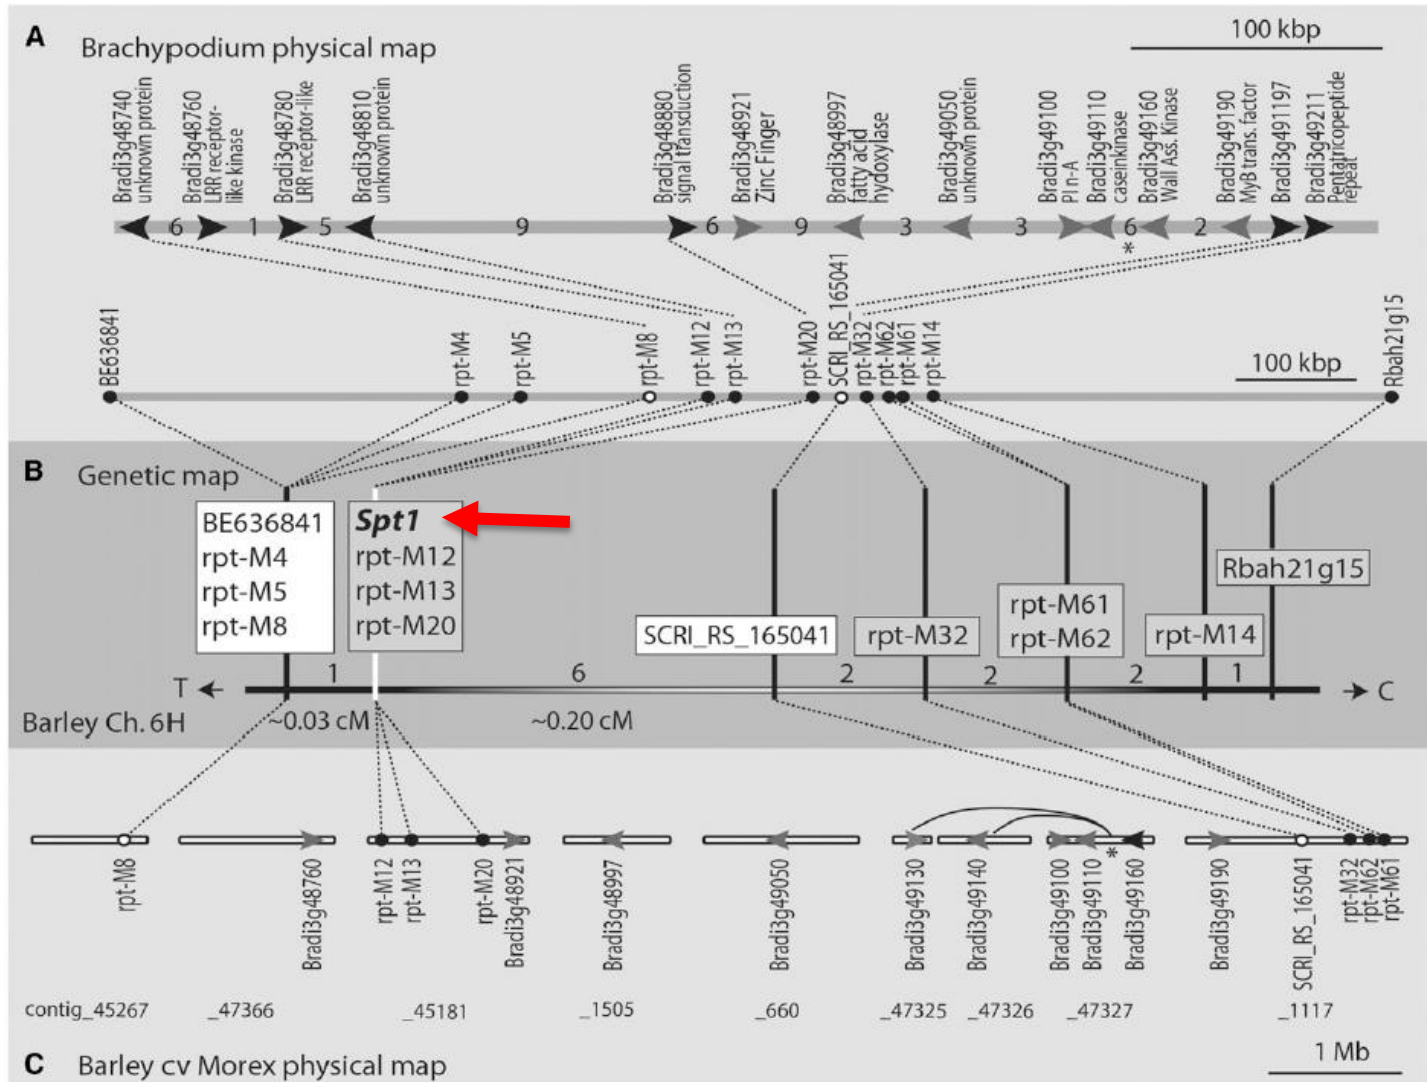 A
Brachypodium physical map
100 kbp
Bradi3g48740
unknown protein
Bradi3g48760
LRR receptor-
like kinase
Bradi3g48780
LRR receptor-like
Bradi3g48810
unknown protein
Bradi3g48880
signal transduction
Bradi3g48921
Zinc Finger
Bradi3g48997
fatty acid
hydoxylase
Bradi3g49050
unknown protein
Bradi3g49100
PI n-A
Bradi3g49110
caseinkinase
Bradi3g49160
Wall Ass. Kinase
Bradi3g49190
MyB trans. factor
Bradi3g491197
Bradi3g49211
Pentatricopeptide
repeat
6 1 5 9 6 9 3 3 6 2
*
BE636841
rpt-M4
rpt-M5
rpt-M8
rpt-M12
rpt-M13
rpt-M20
SCRI_RS_165041
rpt-M32
rpt-M62
rpt-M61
rpt-M14
100 kbp
Rbah21g15
B
Genetic map
BE636841
rpt-M4
rpt-M5
rpt-M8
Spt1
rpt-M12
rpt-M13
rpt-M20
SCRI_RS_165041
rpt-M32
rpt-M61
rpt-M62
rpt-M14
Rbah21g15
T 1 6 2 2 2 1 C
Barley Ch. 6H
~0.03 cM
~0.20 cM
*
rpt-M8
Bradi3g48760
rpt-M12
rpt-M13
rpt-M20
Bradi3g48921
Bradi3g48997
Bradi3g49050
Bradi3g49130
Bradi3g49140
Bradi3g49100
Bradi3g49110
Bradi3g49160
Bradi3g49190
SCRI_RS_165041
rpt-M32
rpt-M62
rpt-M61
contig_45267 _47366 _45181 _1505 _660 _47325 _47326 _47327 _1117
C
Barley cv Morex physical map
1 Mb